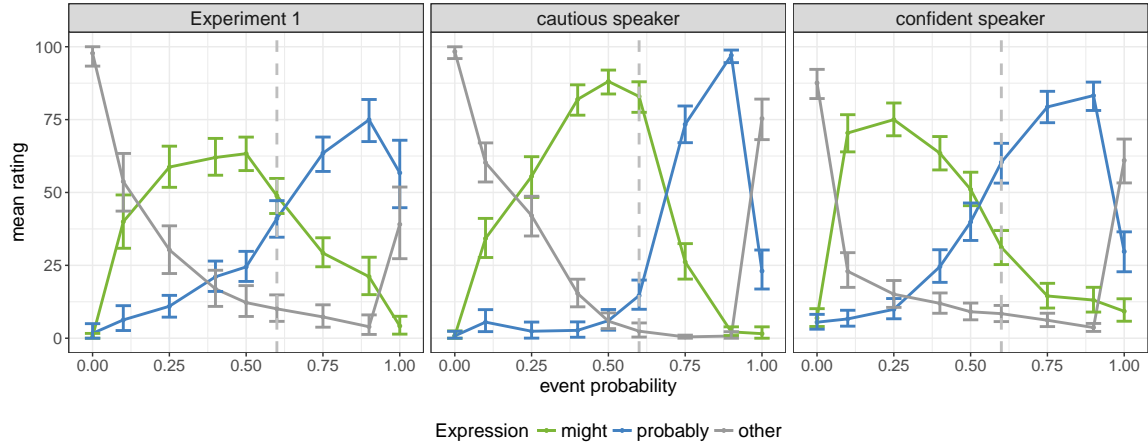 Experiment 1
cautious speaker
confident speaker
mean rating
100
75
50
25
0
0.00 0.25 0.50 0.75 1.00
0.00 0.25 0.50 0.75 1.00
0.00 0.25 0.50 0.75 1.00
event probability
Expression might probably other